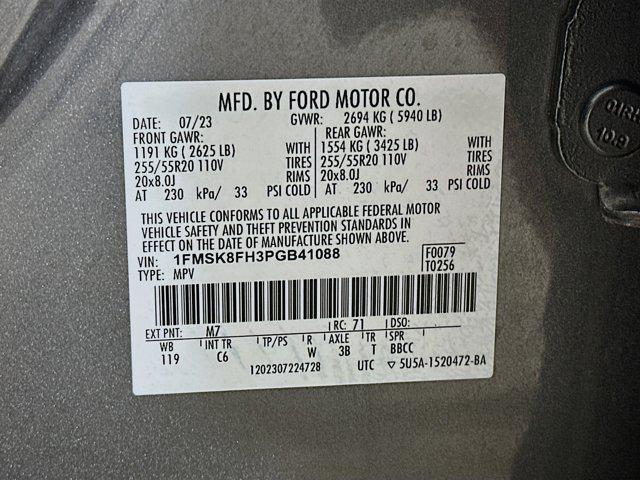 MFD. BY FORD MOTOR CO.
DATE: 07/23 GVWR: 2694 KG ( 5940 LB)
FRONT GAWR: REAR GAWR:
1191 KG ( 2625 LB) WITH 1554 KG ( 3425 LB) WITH
255/55R20 110V TIRES 255/55R20 110V TIRES
20x8.0J RIMS 20x8.0J RIMS
AT 230 kPa/ 33 PSI COLD AT 230 kPa/ 33 PSI COLD
THIS VEHICLE CONFORMS TO ALL APPLICABLE FEDERAL MOTOR
VEHICLE SAFETY AND THEFT PREVENTION STANDARDS IN
EFFECT ON THE DATE OF MANUFACTURE SHOWN ABOVE.
VIN: 1FMSK8FH3PGB41088 F0079
TYPE: MPV T0256
EXT PNT: M7 RC: 71 DSO:
WB INT TR TP/PS R AXLE TR SPR
119 C6 W 3B T BBCC
1202307224728 UTC ▽ 5U5A-1520472-BA
10.9